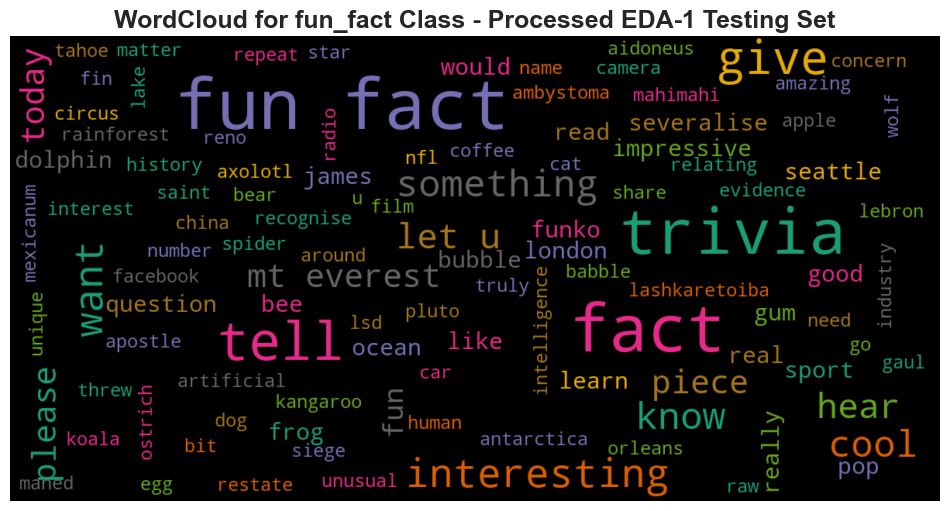 WordCloud for fun_fact Class - Processed EDA-1 Testing Set
tahoe matter repeat star aidoneus give concern
today fin lake would name camera amazing
fun fact ambystoma mahimahi wolf
circus rainforest reno radio read severalise apple
dolphin history axolotl james nfl coffee cat impressive relating seattle
mexicanum interest saint bear u film something share evidence lebron
china recognise let u funko trivia
want number spider around bubble london good industry
facebook mt everest truly babble lashkaretoiba
unique question bee lsd pluto intelligence fact gum need
apostle tell ocean like real go gaul
please threw artificial car learn piece sport
ostrich kangaroo fun human know hear
koala bit dog frog siege antarctica orleans really cool
maned egg restate unusual interesting raw pop